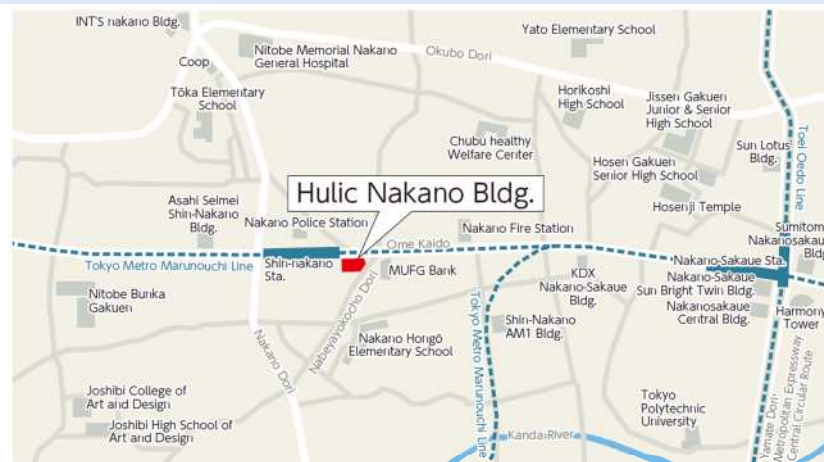 INT'S nakano Bldg.
Coop
Tōka Elementary
School
Nitobe Memorial Nakano
General Hospital
Okubo Dori
Yato Elementary School
Horikoshi
High School
Jissen Gakuen
Junior & Senior
High School
Toei Oedo Line
Sun Lotus
Bldg.
Chubu healthy
Welfare Center
Hosen Gakuen
Senior High School
Hosenji Temple
Hulic Nakano Bldg.
Asahi Seimei
Shin-Nakano
Bldg.
Nakano Police Station
Ome Kaido
Nakano Fire Station
Sumitom
Nakanosakau
Bldg
Nakano-Sakaue Sta.
Tokyo Metro Marunouchi Line
Shin-nakano
Sta.
MUFG Bank
KDX
Nakano-Sakaue
Bldg.
Nakano-Sakaue
Sun Bright Twin Bldg.
Nakanosakaue
Central Bldg.
Harmony
Tower
Nitobe Bunka
Gakuen
Nakano Dori
Nabeyayokocho Dori
Nakano Hongō
Elementary School
Tokyo Metro Marunouchi Line
Shin-Nakano
AM1 Bldg.
Joshibi College of
Art and Design
Joshibi High School of
Art and Design
Tokyo
Polytechnic
University
Kanda River
Yamate Dori
Metropolitan Expressway
Central Circular Route